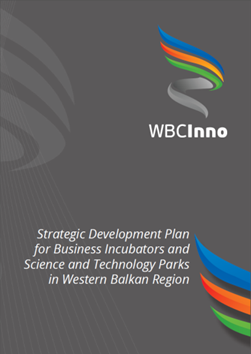 WBCInno
Strategic Development Plan
for Business Incubators and
Science and Technology Parks
in Western Balkan Region